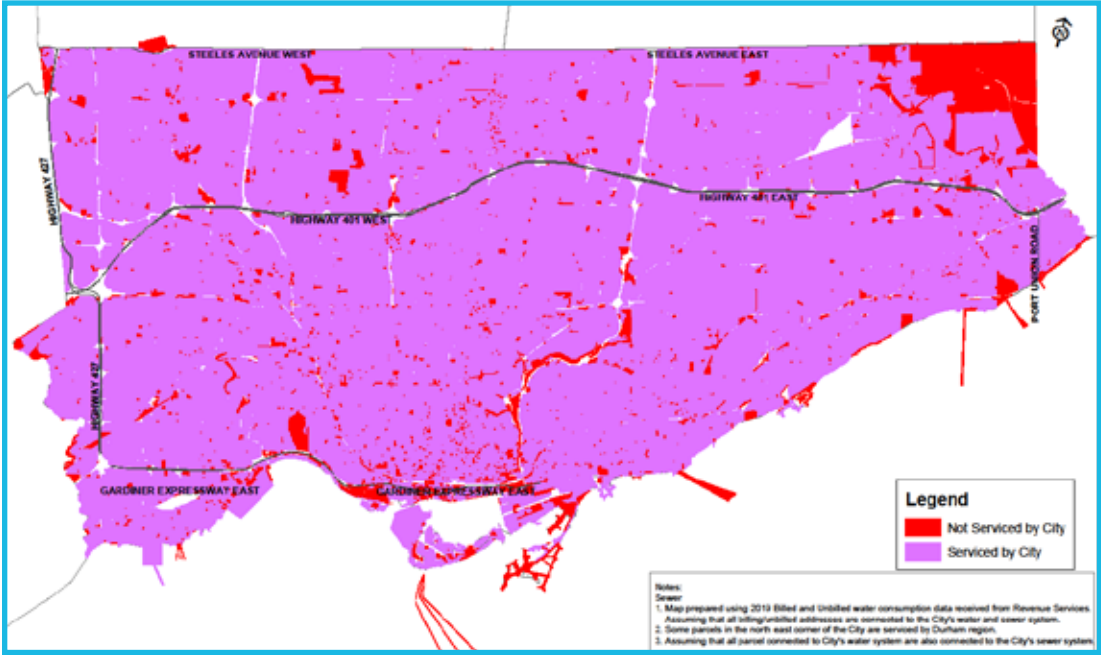 STEELES AVENUE WEST
STEELES AVENUE EAST
HIGHWAY 427
HIGHWAY 401 WEST
HIGHWAY 401 EAST
PORT UNION ROAD
HIGHWAY 427
GARDINER EXPRESSWAY EAST
GARDINER EXPRESSWAY EAST
Legend
Not Serviced by City
Serviced by City
Notes:
Sewer
1. Map prepared using 2019 Billed and Unbilled water consumption data received from Revenue Services.
Assuming that all billing/unbilled addresses are connected to the City's water and sewer system.
2. Some parcels in the north east corner of the City are serviced by Durham region.
3. Assuming that all parcel connected to City's water system are also connected to the City's sewer system